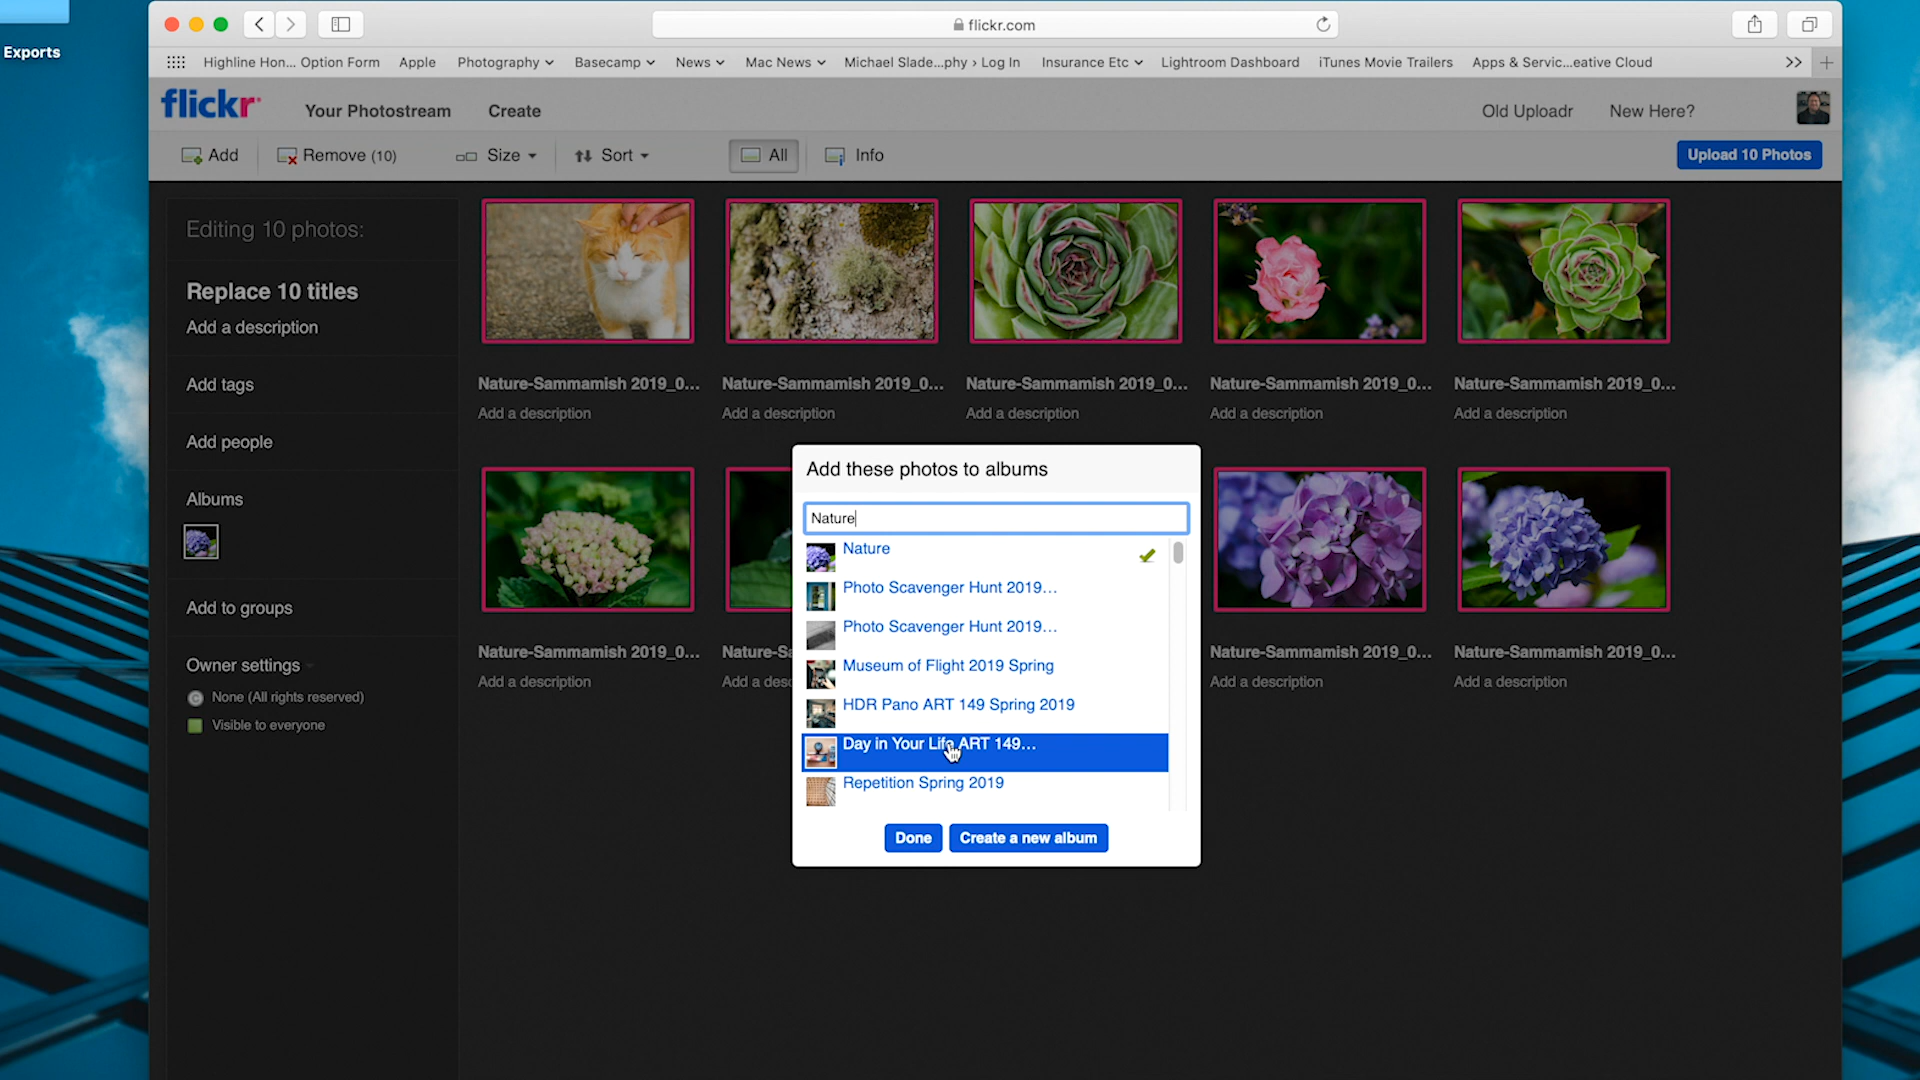 Exports
flickr.com
Highline Hon... Option Form
Apple
Photography
Basecamp
News
Mac News
Michael Slade...phy › Log In
Insurance Etc
Lightroom Dashboard
iTunes Movie Trailers
Apps & Servic...eative Cloud
flickr
Your Photostream
Create
Old Uploadr
New Here?
Add
Remove (10)
Size
Sort
All
Info
Upload 10 Photos
Editing 10 photos:
Replace 10 titles
Add a description
Add tags
Add people
Albums
Add to groups
Owner settings
None (All rights reserved)
Visible to everyone
Nature-Sammamish 2019_0...
Nature-Sammamish 2019_0...
Nature-Sammamish 2019_0...
Nature-Sammamish 2019_0...
Nature-Sammamish 2019_0...
Add a description
Add a description
Add a description
Add a description
Add a description
Nature-Sammamish 2019_0...
Nature-Sa
Nature-Sammamish 2019_0...
Nature-Sammamish 2019_0...
Add a description
Add a desc
Add a description
Add a description
Add these photos to albums
Nature
Nature
Photo Scavenger Hunt 2019...
Photo Scavenger Hunt 2019...
Museum of Flight 2019 Spring
HDR Pano ART 149 Spring 2019
Day in Your Life ART 149...
Repetition Spring 2019
Done
Create a new album